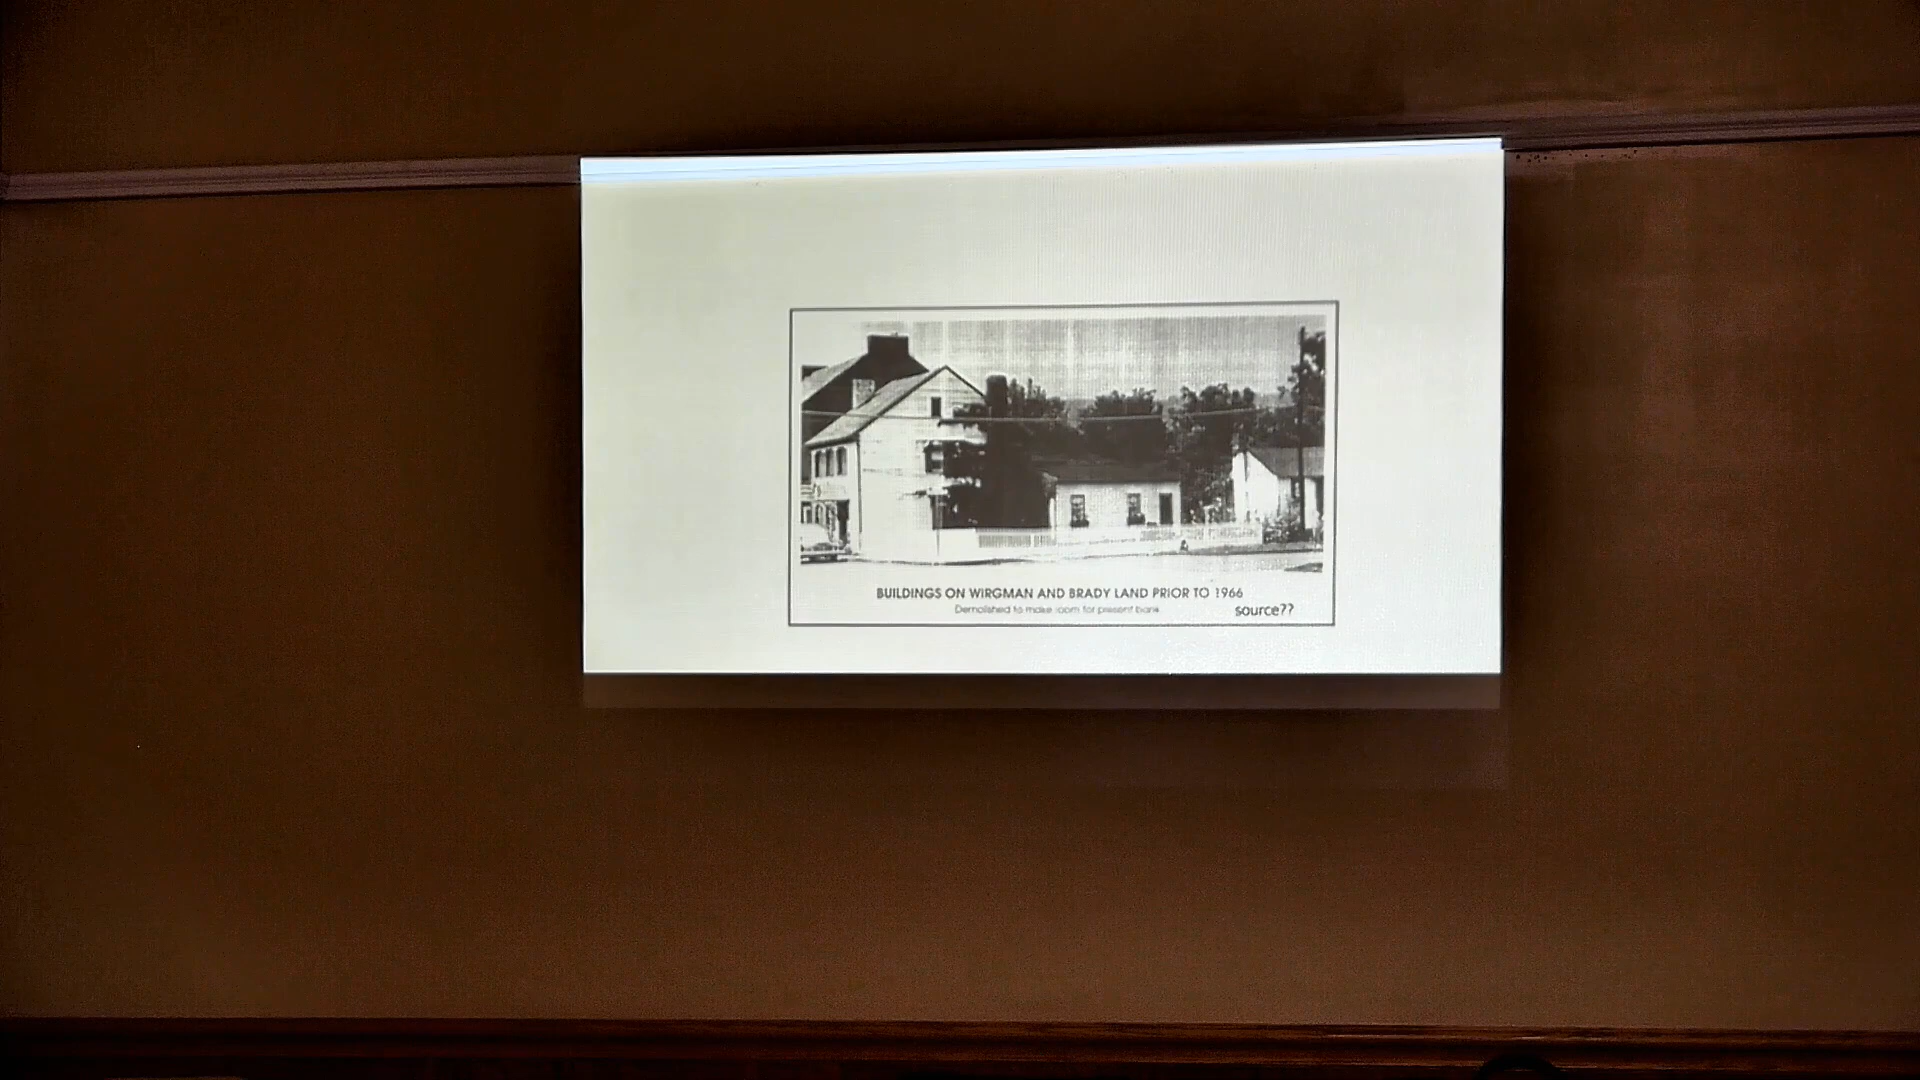 BUILDINGS ON WIRGMAN AND BRADY LAND PRIOR TO 1966
Demolished to make room for present bank
source??